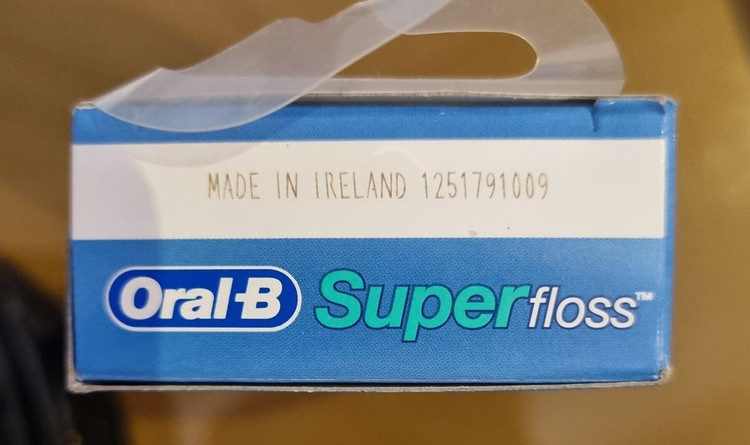 MADE IN IRELAND 1251791009
Oral-B Superfloss™